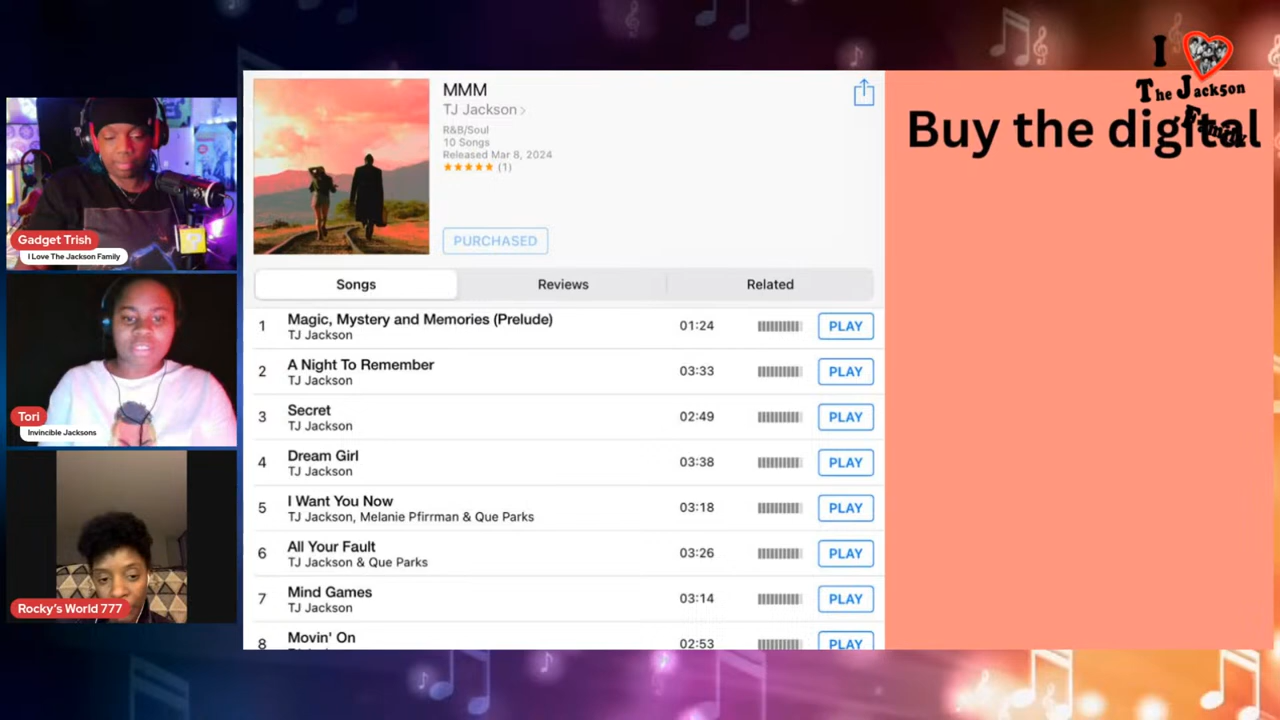 Gadget Trish
I Love The Jackson Family
Tori
Invincible Jacksons
Rocky's World 777
MMM
TJ Jackson >
R&B/Soul
10 Songs
Released Mar 8, 2024
★★★★★ (1)
PURCHASED
Songs Reviews Related
1 Magic, Mystery and Memories (Prelude) 01:24 PLAY
TJ Jackson
2 A Night To Remember 03:33 PLAY
TJ Jackson
3 Secret 02:49 PLAY
TJ Jackson
4 Dream Girl 03:38 PLAY
TJ Jackson
5 I Want You Now 03:18 PLAY
TJ Jackson, Melanie Pfirrman & Que Parks
6 All Your Fault 03:26 PLAY
TJ Jackson & Que Parks
7 Mind Games 03:14 PLAY
TJ Jackson
8 Movin' On 02:53 PLAY
I
The Jackson
Family
Buy the digital